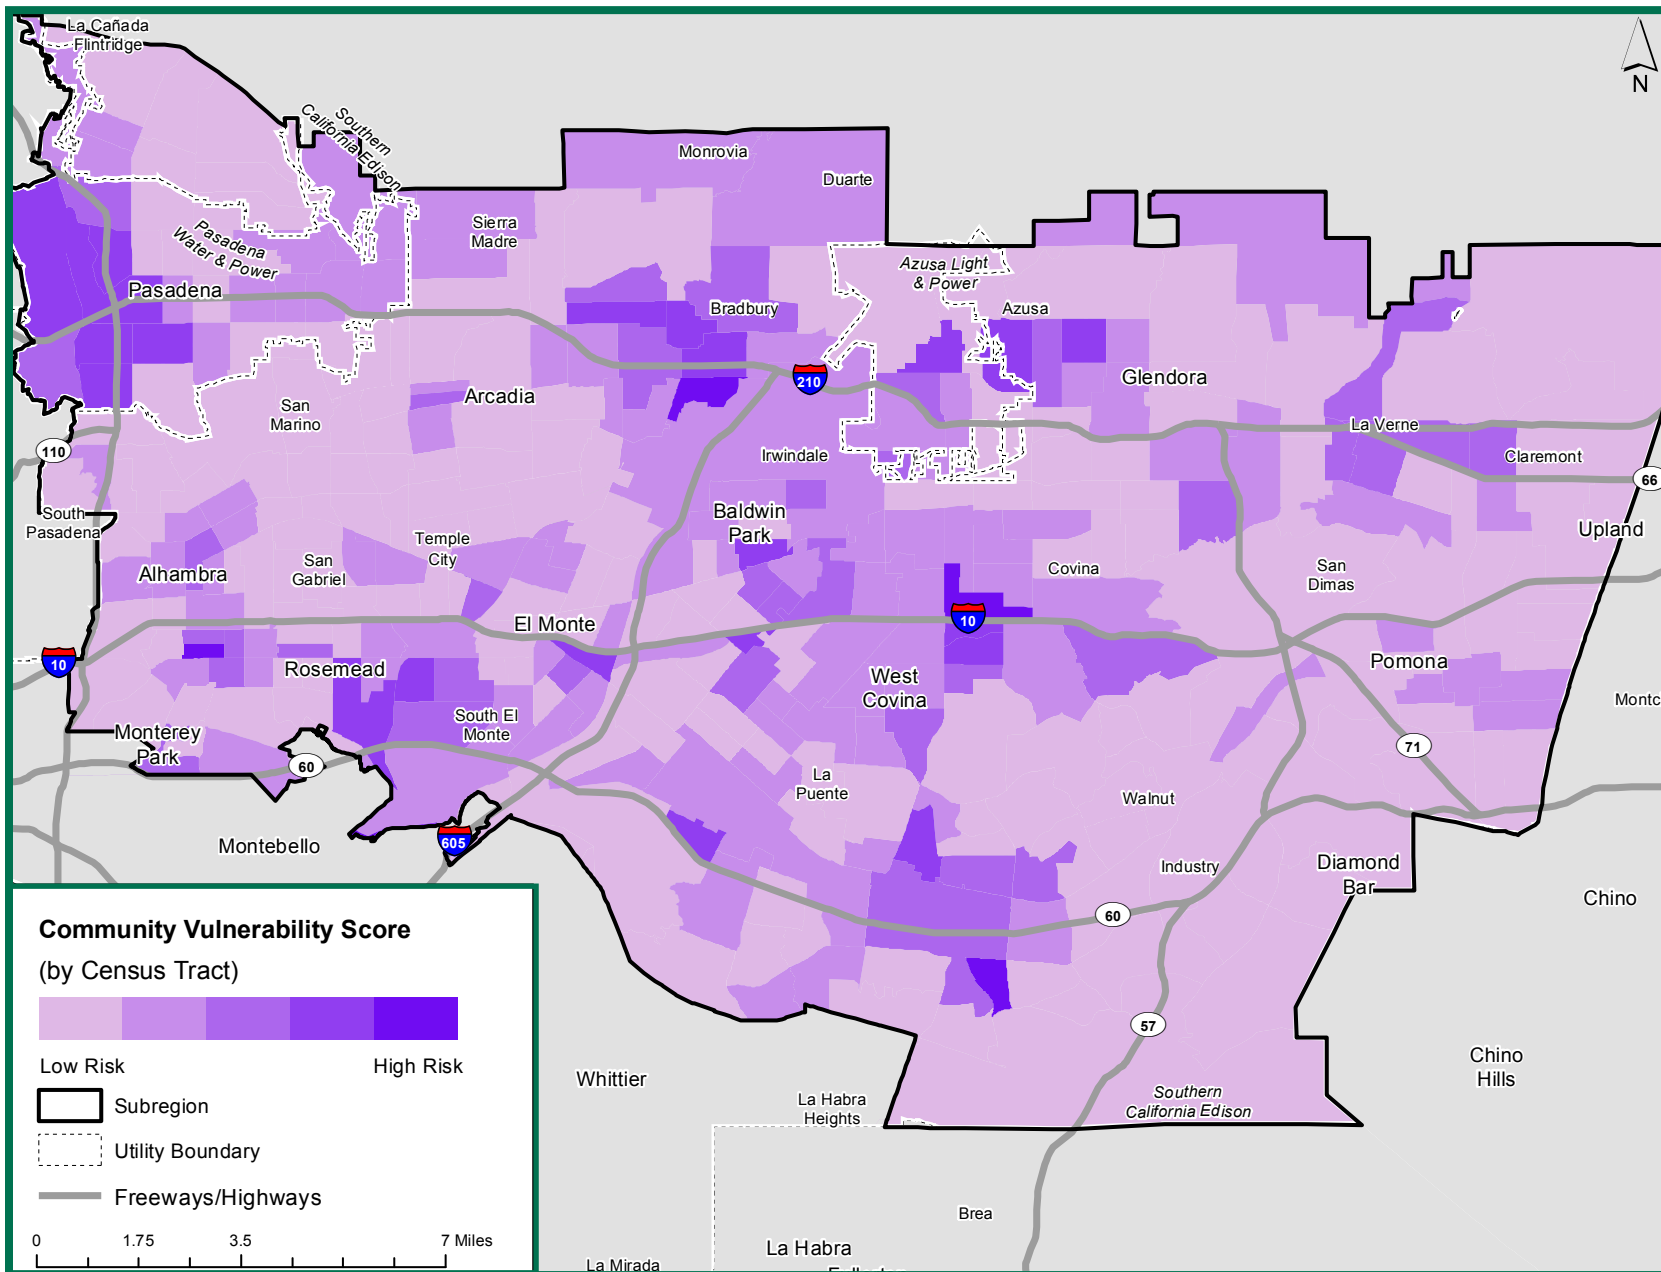 La Cañada
Flintridge
N
Southern
California Edison
Monrovia
Duarte
Sierra
Madre
Pasadena
Water & Power
Azusa Light
& Power
Pasadena
Bradbury
Azusa
210
Glendora
Arcadia
San
Marino
La Verne
110
Irwindale
Claremont
66
South
Pasadena
Baldwin
Park
Upland
Temple
City
San
Gabriel
Alhambra
Covina
San
Dimas
El Monte
10
10
Rosemead
West
Covina
Pomona
Montc
South El
Monte
Monterey
Park
60
71
La
Puente
Walnut
Montebello
605
Industry
Diamond
Bar
Chino
60
57
Whittier
La Habra
Heights
Southern
California Edison
Chino
Hills
Brea
La Habra
La Mirada
Fullerton
Community Vulnerability Score
(by Census Tract)
Low Risk
High Risk
Subregion
Utility Boundary
Freeways/Highways
0 1.75 3.5 7 Miles